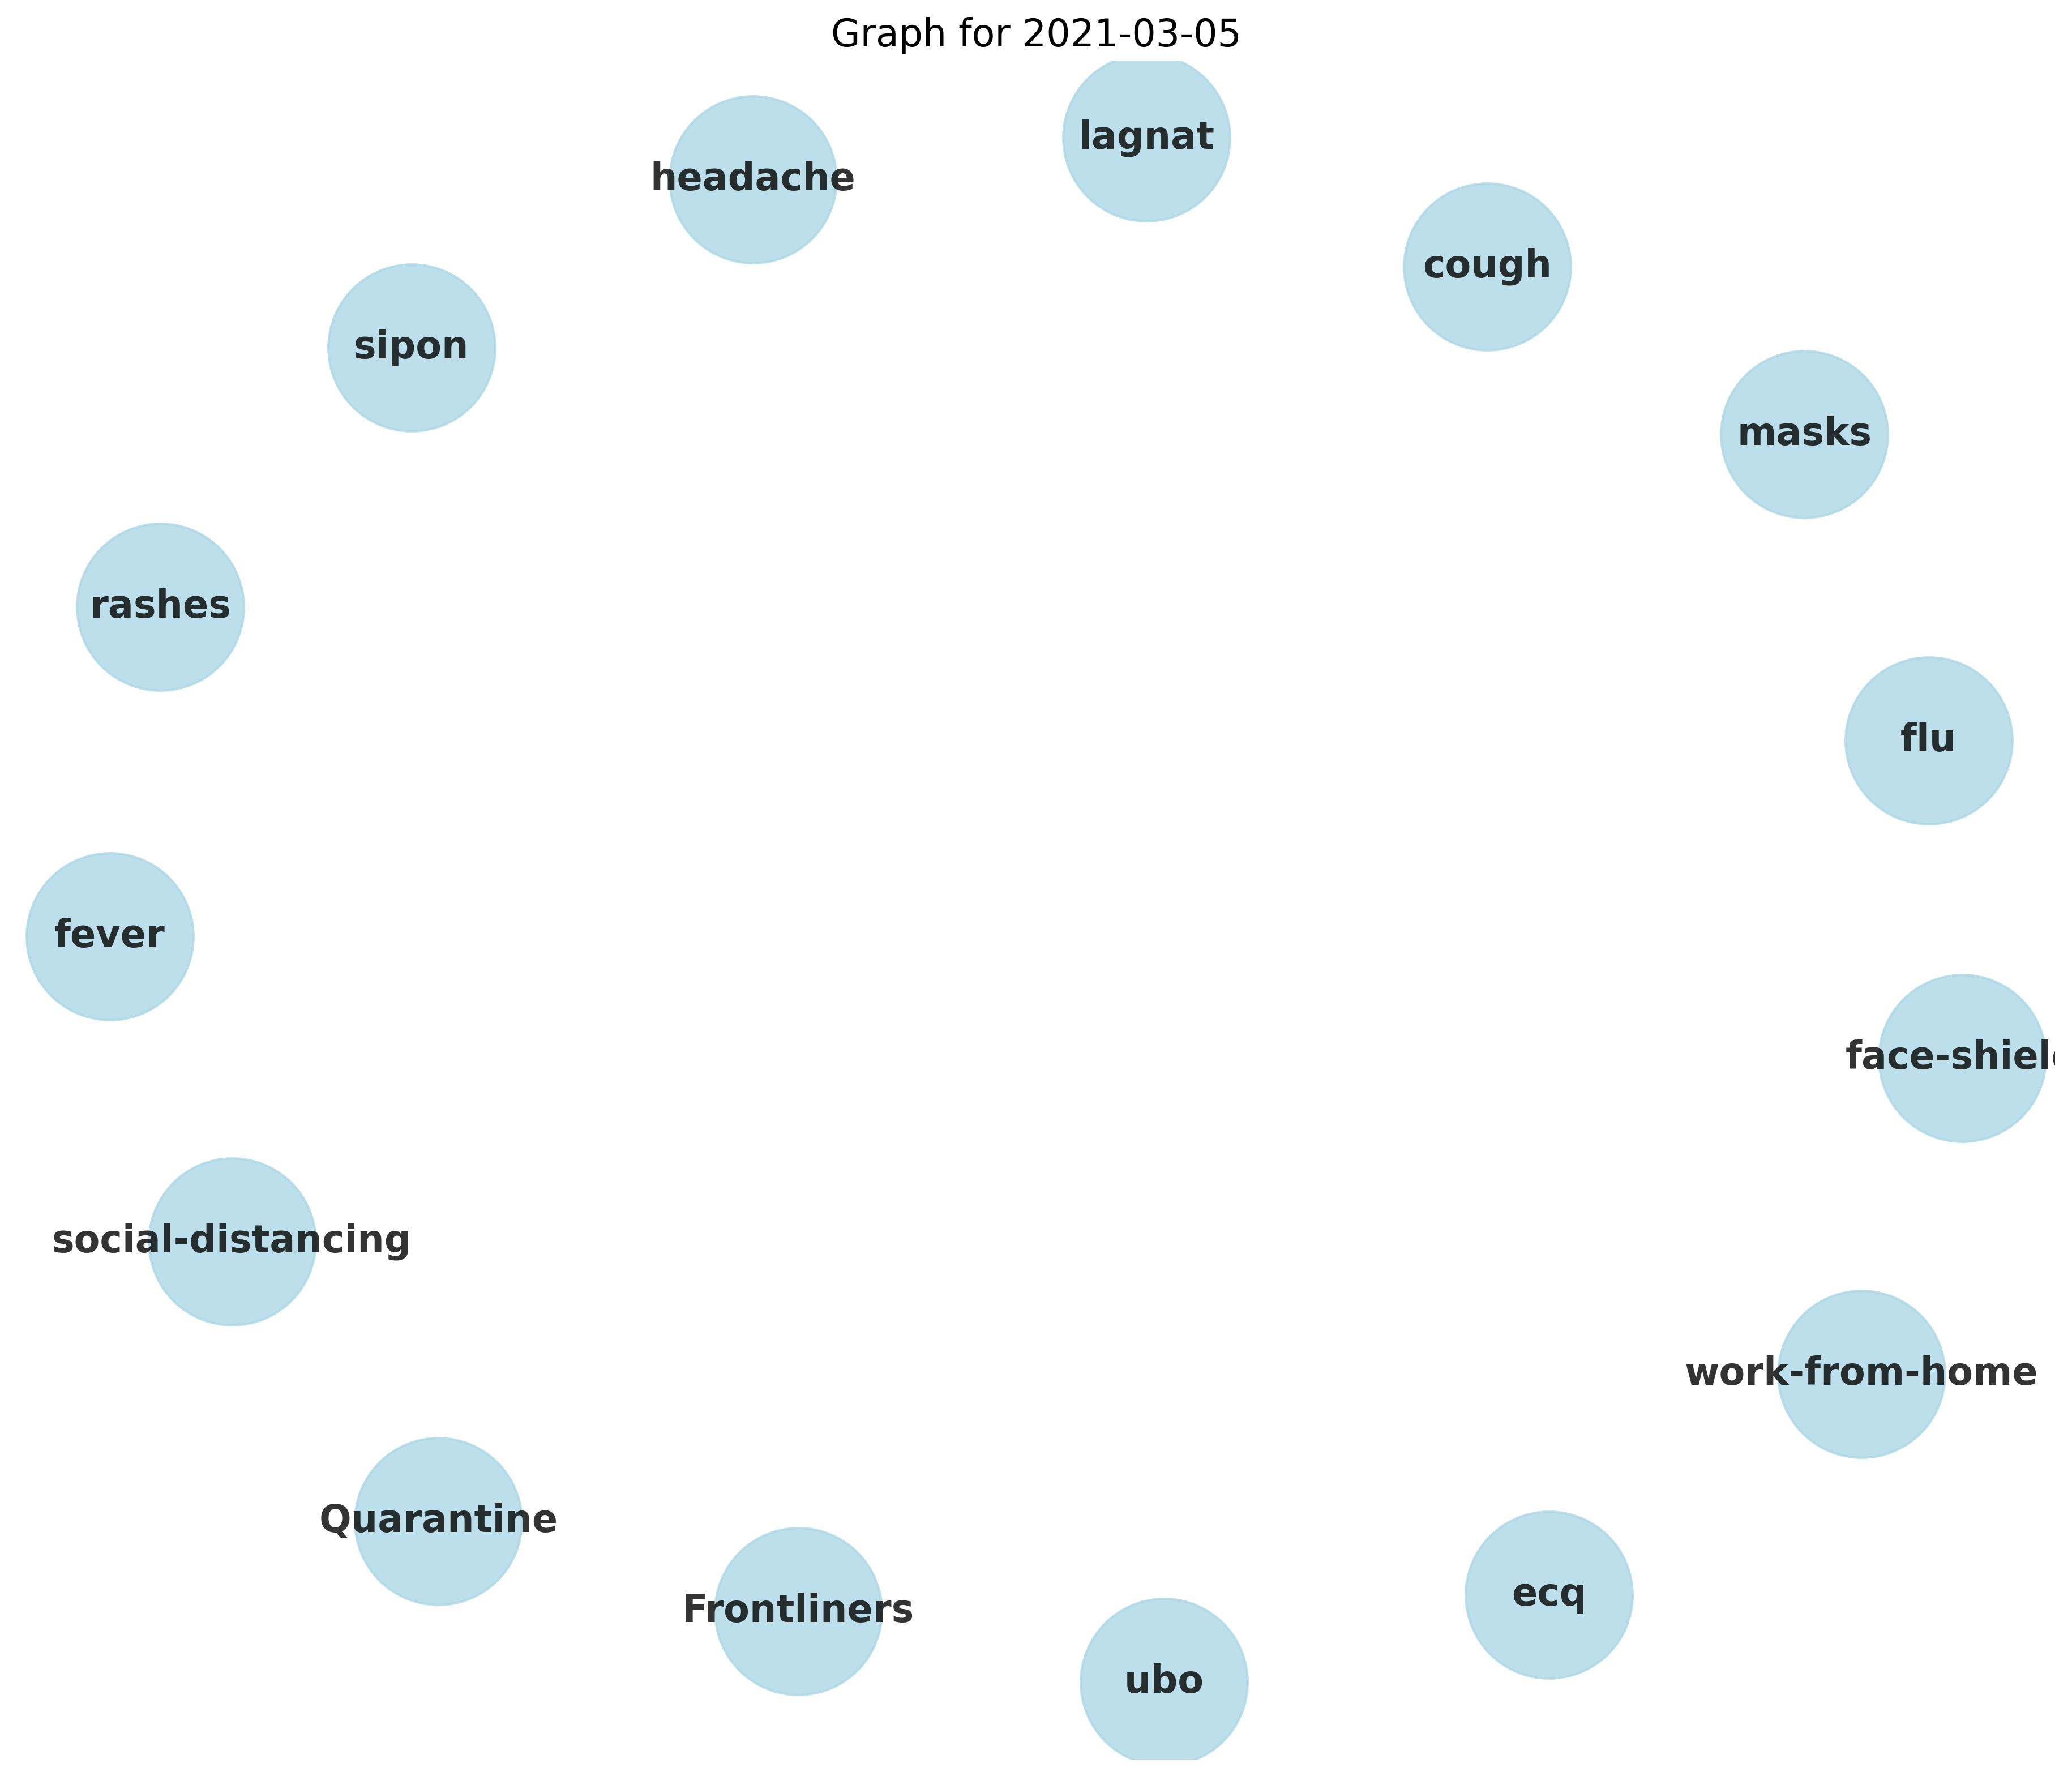 Graph for 2021-03-05
lagnat
headache
cough
sipon
masks
rashes
flu
fever
face-shiel
social-distancing
work-from-home
Quarantine
ecq
Frontliners
ubo